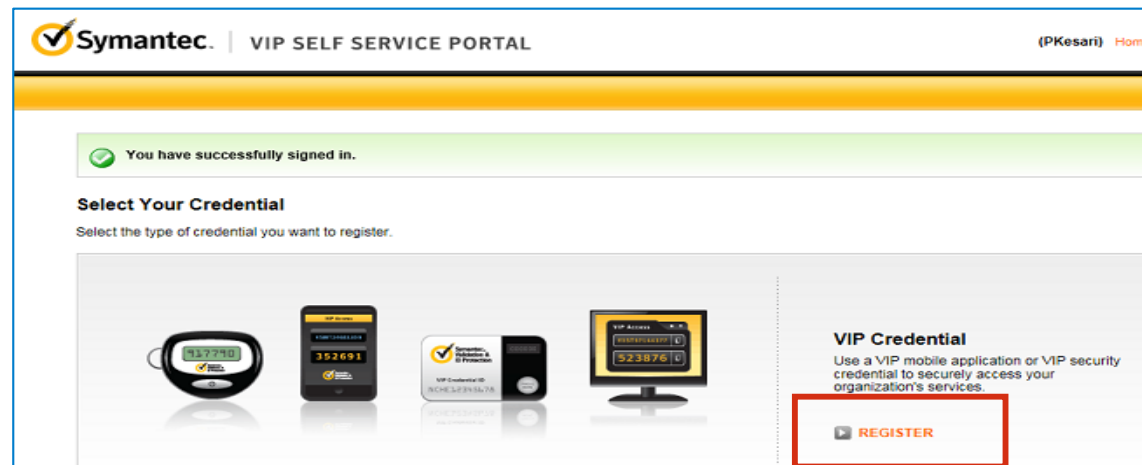 Symantec. | VIP SELF SERVICE PORTAL
(PKesari) Hom
You have successfully signed in.
Select Your Credential
Select the type of credential you want to register.
917790
VIP Access
352691
Symantec.
Validation &
ID Protection
VIP Credential ID
VIP Access
523876
VIP Credential
Use a VIP mobile application or VIP security
credential to securely access your
organization's services.
REGISTER